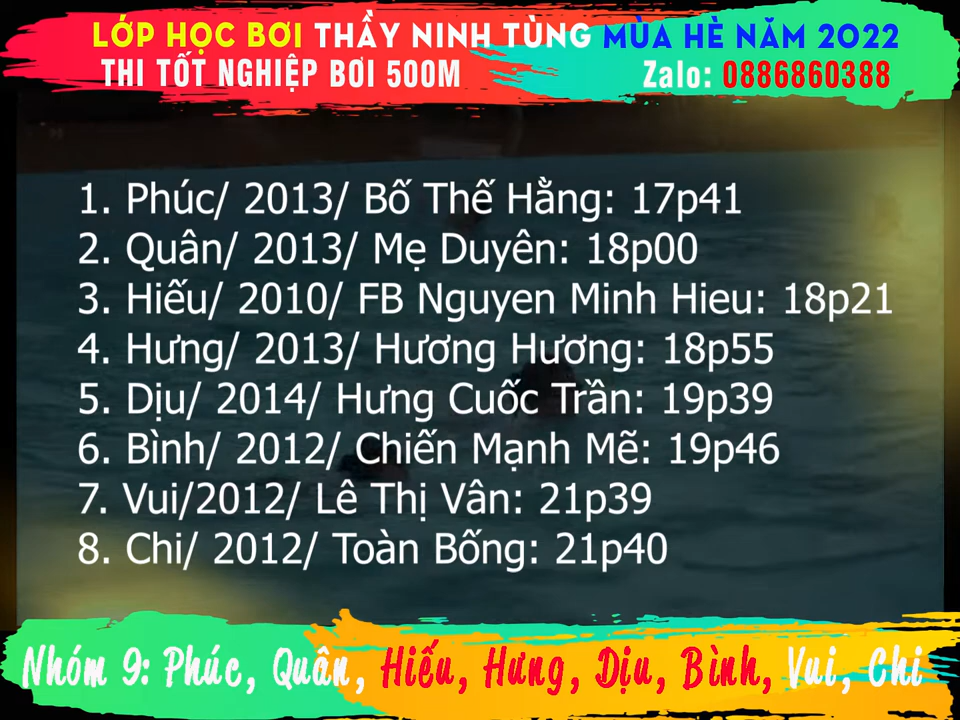 LỚP HỌC BƠI THẦY NINH TÙNG MÙA HÈ NĂM 2022
THI TỐT NGHIỆP BƠI 500M Zalo: 0886860388
1. Phúc/ 2013/ Bố Thế Hằng: 17p41
2. Quân/ 2013/ Mẹ Duyên: 18p00
3. Hiếu/ 2010/ FB Nguyen Minh Hieu: 18p21
4. Hưng/ 2013/ Hương Hương: 18p55
5. Dịu/ 2014/ Hưng Cuốc Trần: 19p39
6. Bình/ 2012/ Chiến Mạnh Mẽ: 19p46
7. Vui/2012/ Lê Thị Vân: 21p39
8. Chi/ 2012/ Toàn Bống: 21p40
Nhóm 9: Phúc, Quân, Hiếu, Hưng, Dịu, Bình, Vui, Chi